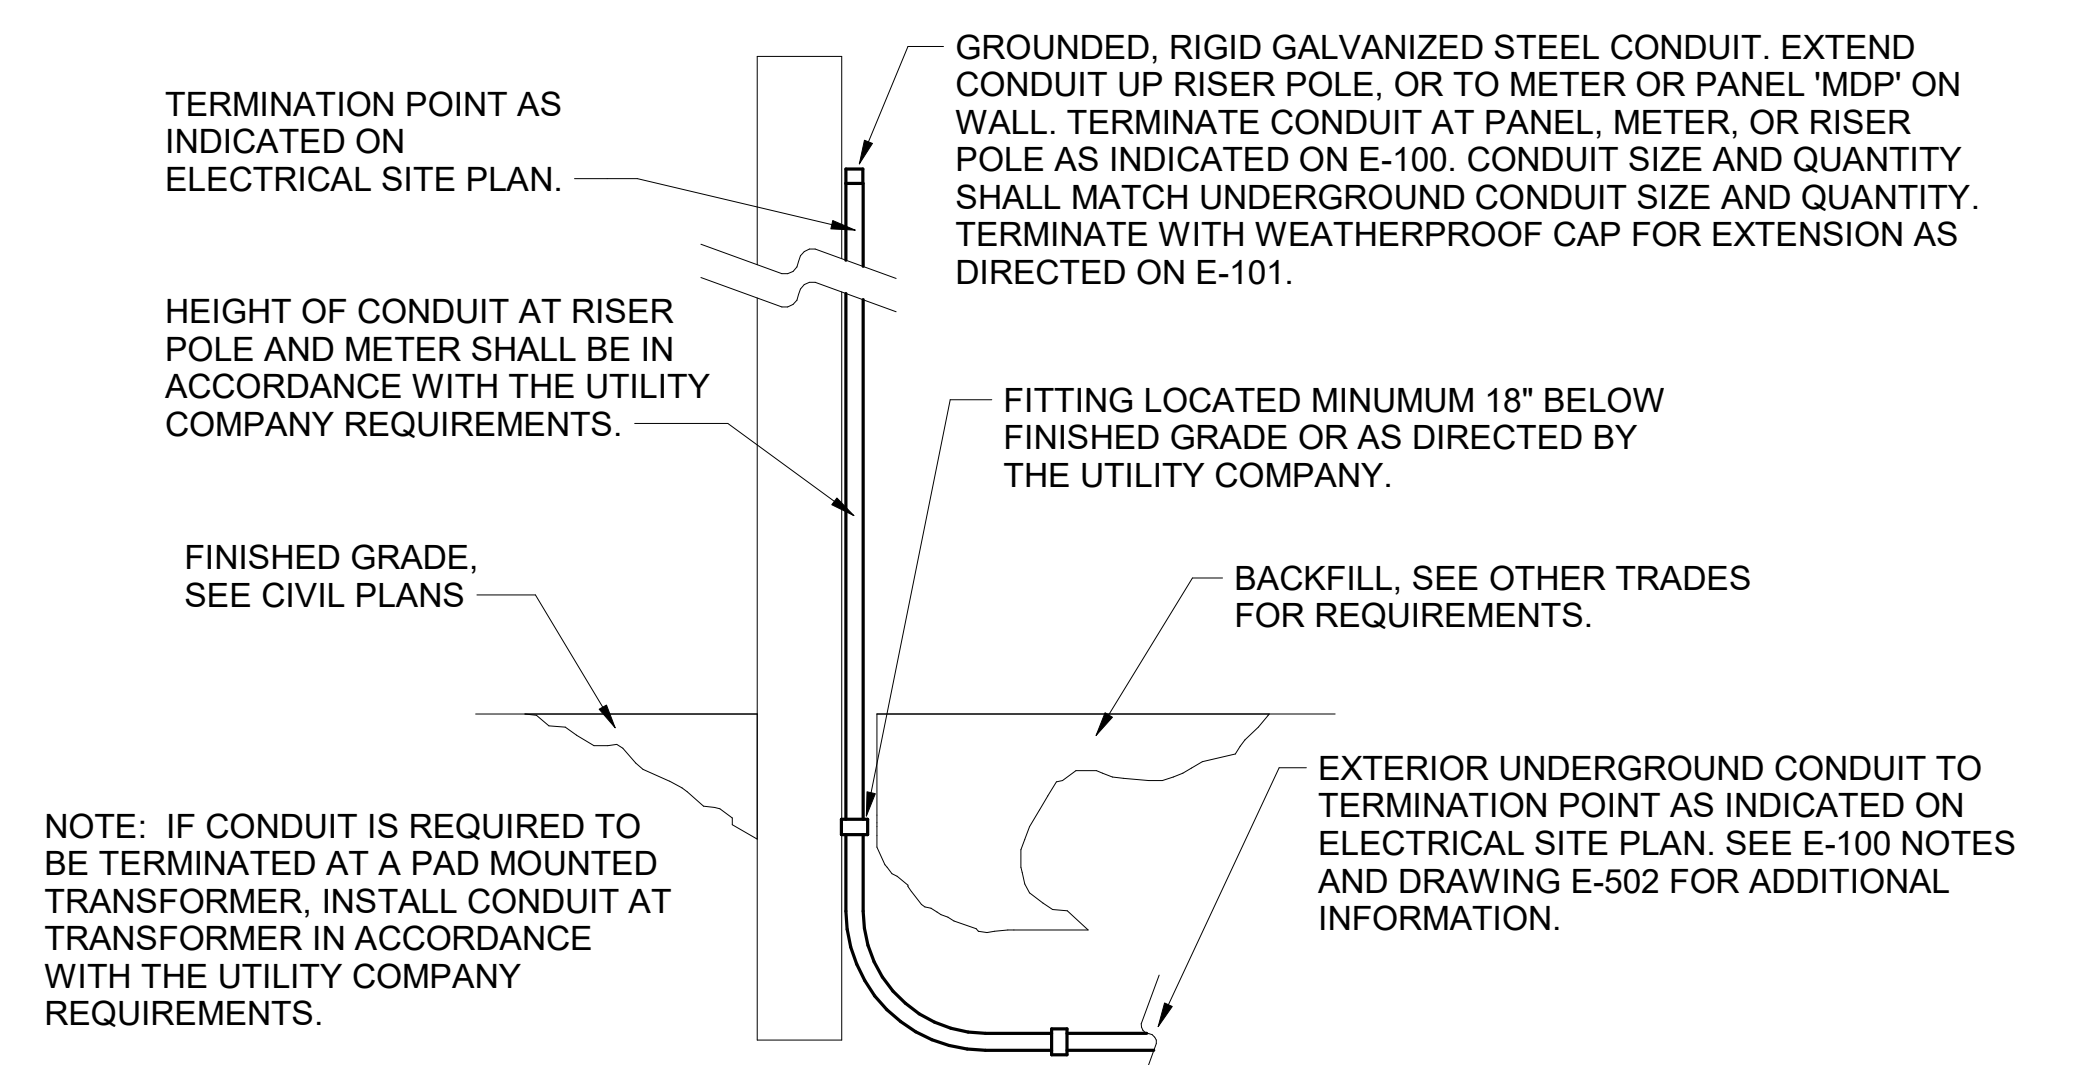 TERMINATION POINT AS
INDICATED ON
ELECTRICAL SITE PLAN.
GROUNDED, RIGID GALVANIZED STEEL CONDUIT. EXTEND
CONDUIT UP RISER POLE, OR TO METER OR PANEL 'MDP' ON
WALL. TERMINATE CONDUIT AT PANEL, METER, OR RISER
POLE AS INDICATED ON E-100. CONDUIT SIZE AND QUANTITY
SHALL MATCH UNDERGROUND CONDUIT SIZE AND QUANTITY.
TERMINATE WITH WEATHERPROOF CAP FOR EXTENSION AS
DIRECTED ON E-101.
HEIGHT OF CONDUIT AT RISER
POLE AND METER SHALL BE IN
ACCORDANCE WITH THE UTILITY
COMPANY REQUIREMENTS.
FITTING LOCATED MINUMUM 18" BELOW
FINISHED GRADE OR AS DIRECTED BY
THE UTILITY COMPANY.
FINISHED GRADE,
SEE CIVIL PLANS
BACKFILL, SEE OTHER TRADES
FOR REQUIREMENTS.
EXTERIOR UNDERGROUND CONDUIT TO
TERMINATION POINT AS INDICATED ON
ELECTRICAL SITE PLAN. SEE E-100 NOTES
AND DRAWING E-502 FOR ADDITIONAL
INFORMATION.
NOTE: IF CONDUIT IS REQUIRED TO
BE TERMINATED AT A PAD MOUNTED
TRANSFORMER, INSTALL CONDUIT AT
TRANSFORMER IN ACCORDANCE
WITH THE UTILITY COMPANY
REQUIREMENTS.